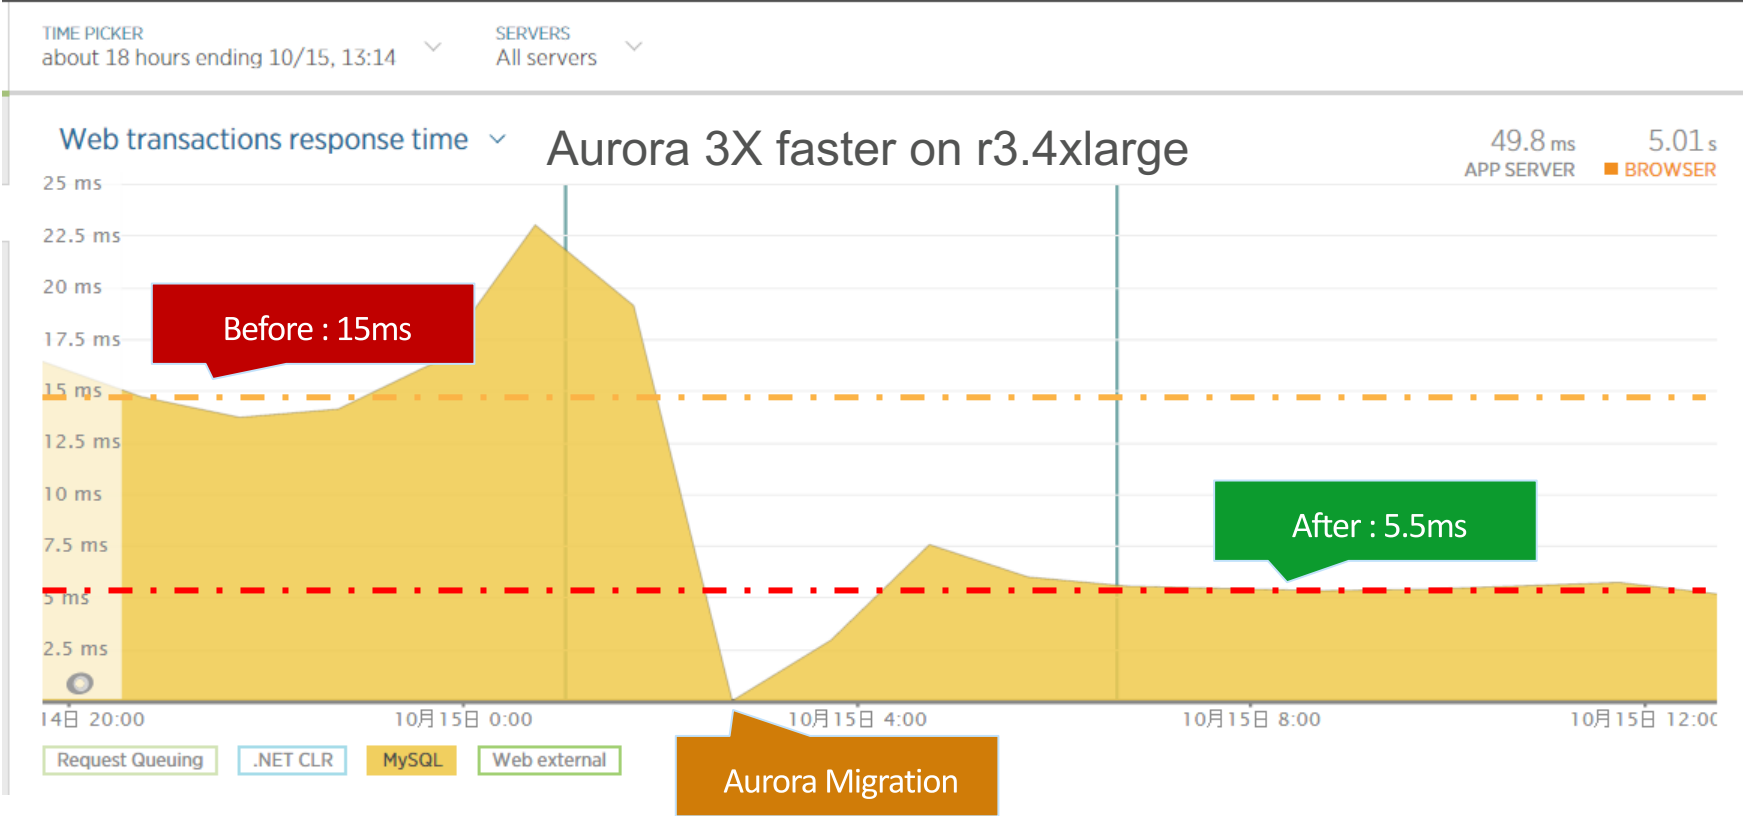 TIME PICKER
about 18 hours ending 10/15, 13:14
SERVERS
All servers
Web transactions response time
Aurora 3X faster on r3.4xlarge
49.8 ms
APP SERVER
5.01 s
BROWSER
25 ms
22.5 ms
20 ms
17.5 ms
15 ms
12.5 ms
10 ms
7.5 ms
5 ms
2.5 ms
Before : 15ms
After : 5.5ms
14日 20:00
10月15日 0:00
10月15日 4:00
10月15日 8:00
10月15日 12:00
Request Queuing
.NET CLR
MySQL
Web external
Aurora Migration